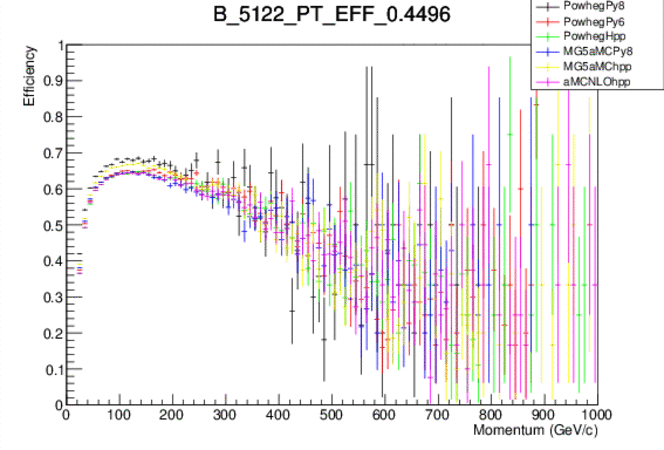 B_5122_PT_EFF_0.4496
PowhegPy8
PowhegPy6
PowhegHpp
MG5aMCPy8
MG5aMChpp
aMCNLOhpp
Efficiency
1
0.9
0.8
0.7
0.6
0.5
0.4
0.3
0.2
0.1
0
0 100 200 300 400 500 600 700 800 900 1000
Momentum (GeV/c)